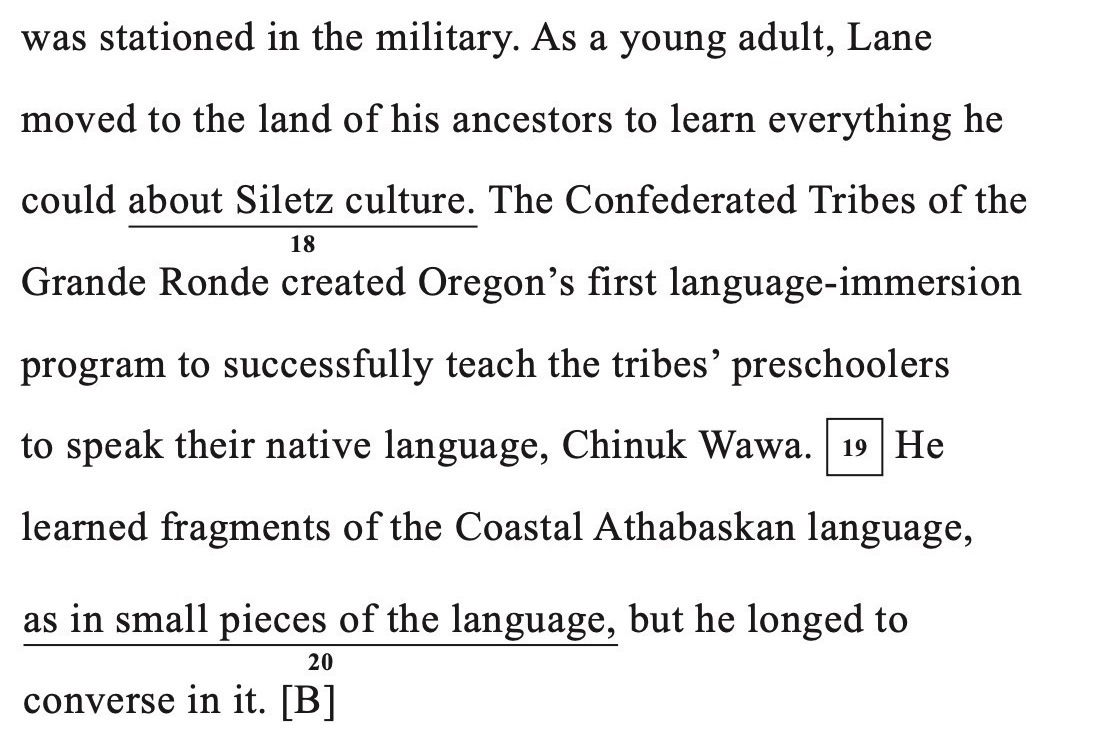 was stationed in the military. As a young adult, Lane
moved to the land of his ancestors to learn everything he
could about Siletz culture. The Confederated Tribes of the
18
Grande Ronde created Oregon’s first language-immersion
program to successfully teach the tribes’ preschoolers
to speak their native language, Chinuk Wawa. 19 He
learned fragments of the Coastal Athabaskan language,
as in small pieces of the language, but he longed to
20
converse in it. [B]